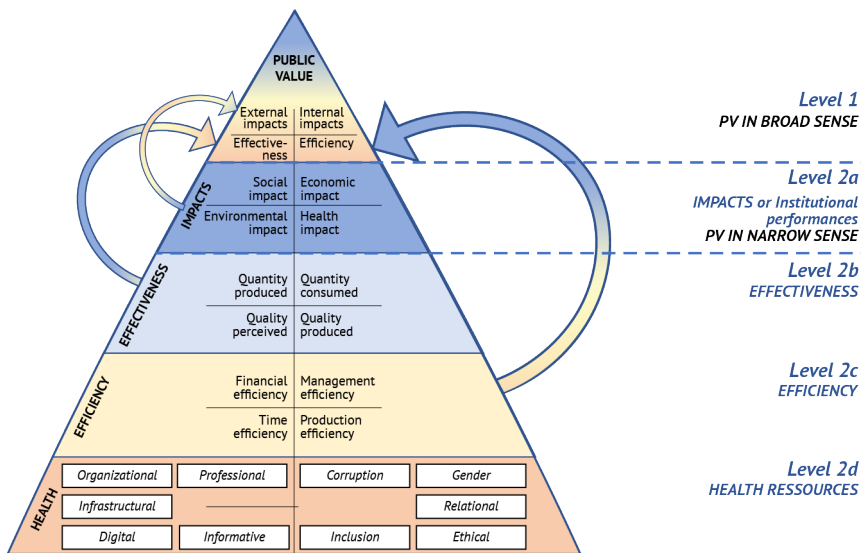 PUBLIC
VALUE
External
impacts
Internal
impacts
Effective-
ness
Efficiency
Level 1
PV IN BROAD SENSE
IMPACTS
Social
impact
Economic
impact
Environmental
impact
Health
impact
Level 2a
IMPACTS or Institutional
performances
PV IN NARROW SENSE
EFFECTIVENESS
Quantity
produced
Quantity
consumed
Quality
perceived
Quality
produced
Level 2b
EFFECTIVENESS
EFFICIENCY
Financial
efficiency
Management
efficiency
Time
efficiency
Production
efficiency
Level 2c
EFFICIENCY
HEALTH
Organizational
Professional
Corruption
Gender
Infrastructural
Relational
Digital
Informative
Inclusion
Ethical
Level 2d
HEALTH RESSOURCES